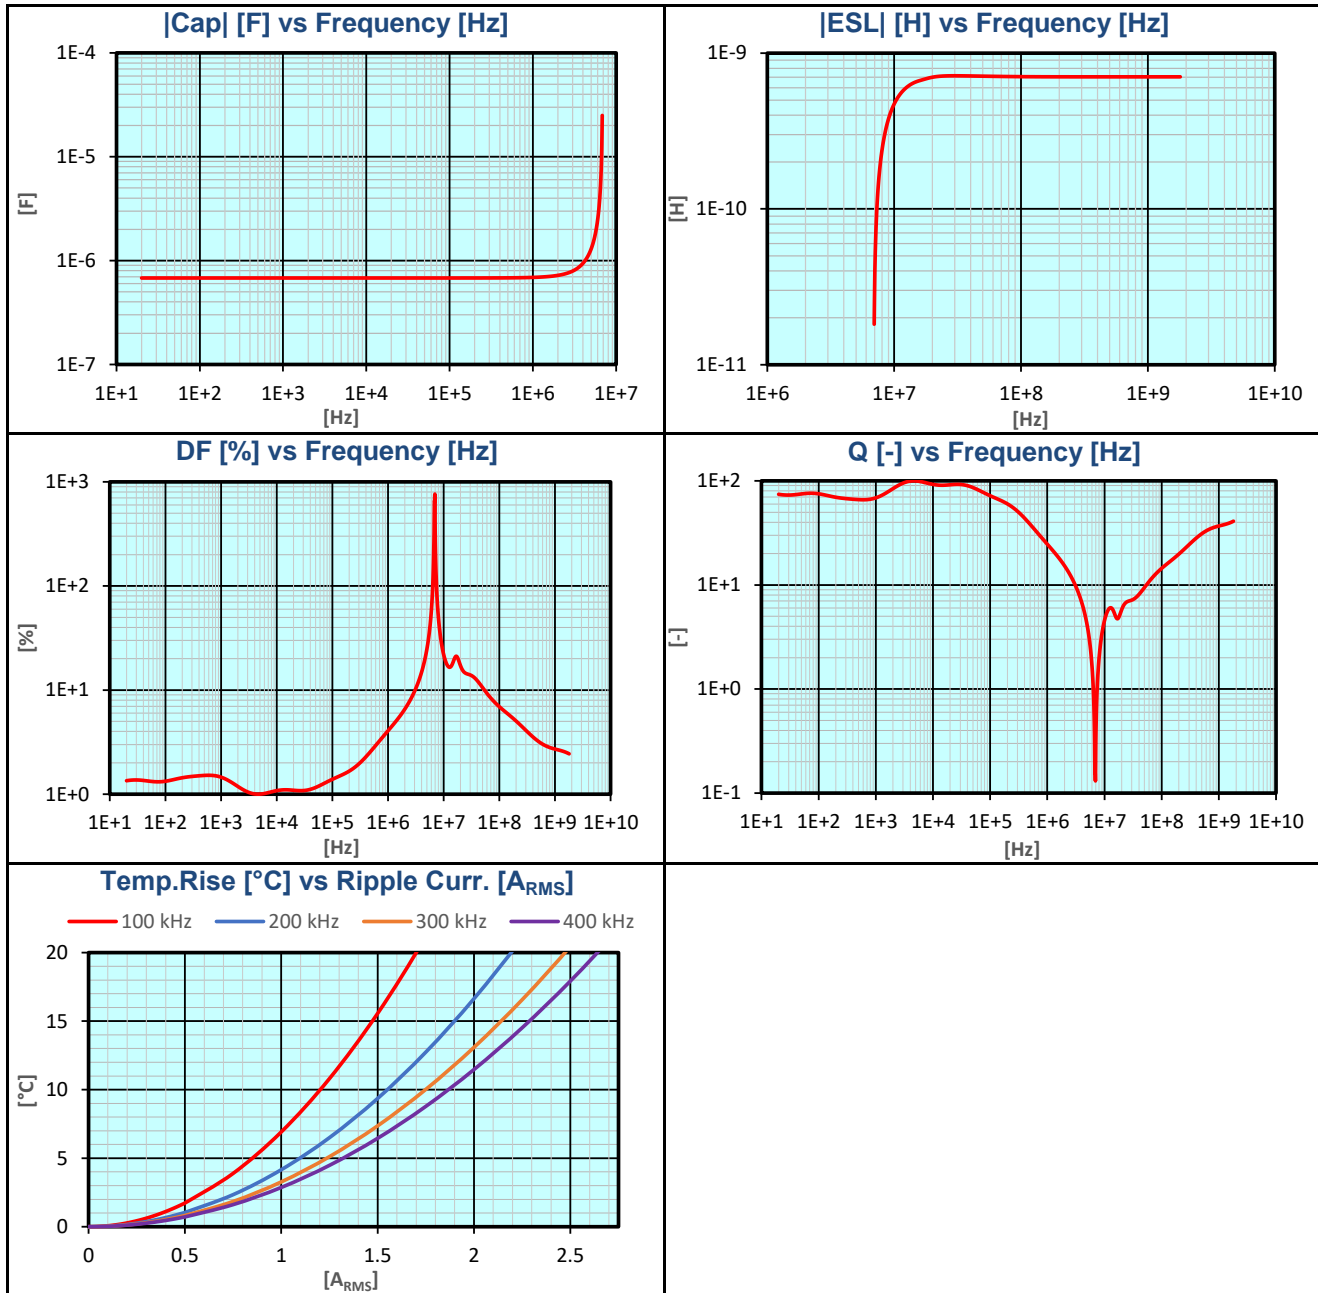 |Cap| [F] vs Frequency [Hz]
1E-4
1E-5
1E-6
1E-7
[F]
1E+1 1E+2 1E+3 1E+4 1E+5 1E+6 1E+7
[Hz]
|ESL| [H] vs Frequency [Hz]
1E-9
1E-10
1E-11
[H]
1E+6 1E+7 1E+8 1E+9 1E+10
[Hz]
DF [%] vs Frequency [Hz]
1E+3
1E+2
1E+1
1E+0
[%]
1E+1 1E+2 1E+3 1E+4 1E+5 1E+6 1E+7 1E+8 1E+9 1E+10
[Hz]
Q [-] vs Frequency [Hz]
1E+2
1E+1
1E+0
1E-1
[-]
1E+1 1E+2 1E+3 1E+4 1E+5 1E+6 1E+7 1E+8 1E+9 1E+10
[Hz]
Temp.Rise [°C] vs Ripple Curr. [ARMS]
100 kHz 200 kHz 300 kHz 400 kHz
20
15
10
5
0
[°C]
0 0.5 1 1.5 2 2.5
[ARMS]